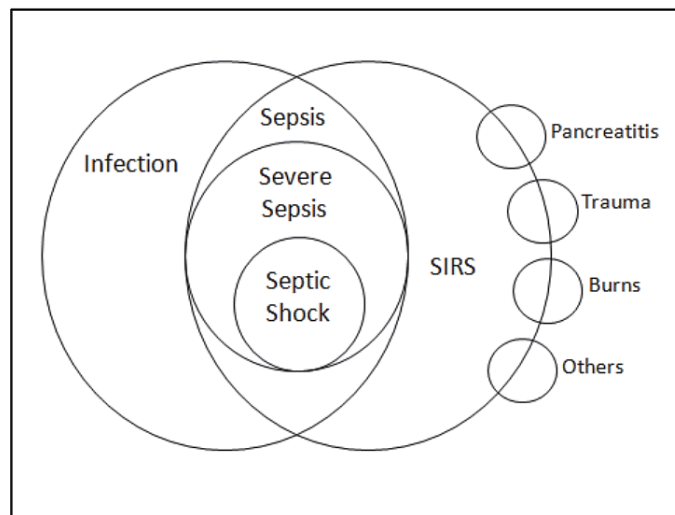 Sepsis
Infection
Severe
Sepsis
Septic
Shock
SIRS
Pancreatitis
Trauma
Burns
Others